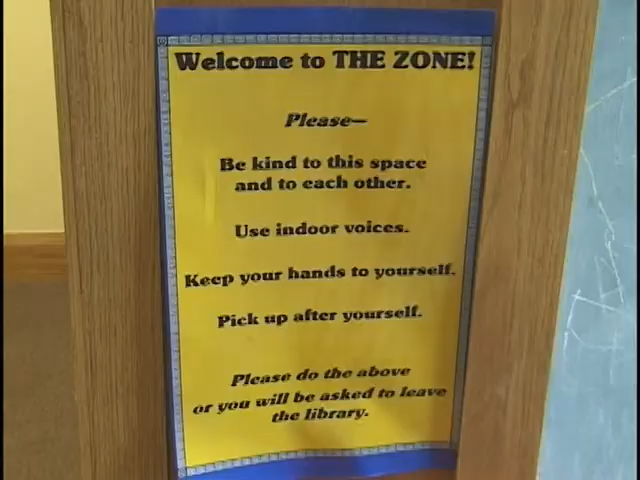 Welcome to THE ZONE!
Please—
Be kind to this space
and to each other.
Use indoor voices.
Keep your hands to yourself.
Pick up after yourself.
Please do the above
or you will be asked to leave
the library.